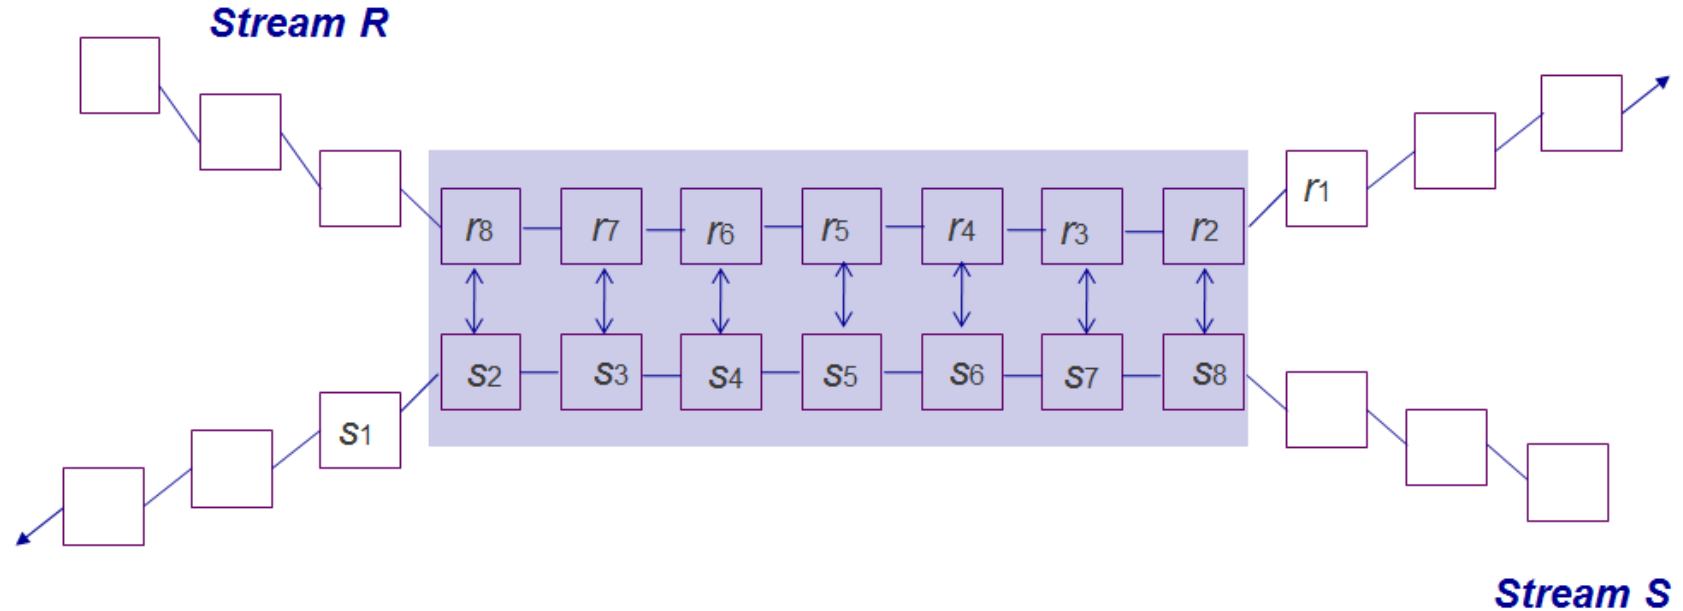 Stream R
r1
r8 r7 r6 r5 r4 r3 r2
s2 s3 s4 s5 s6 s7 s8
s1
Stream S